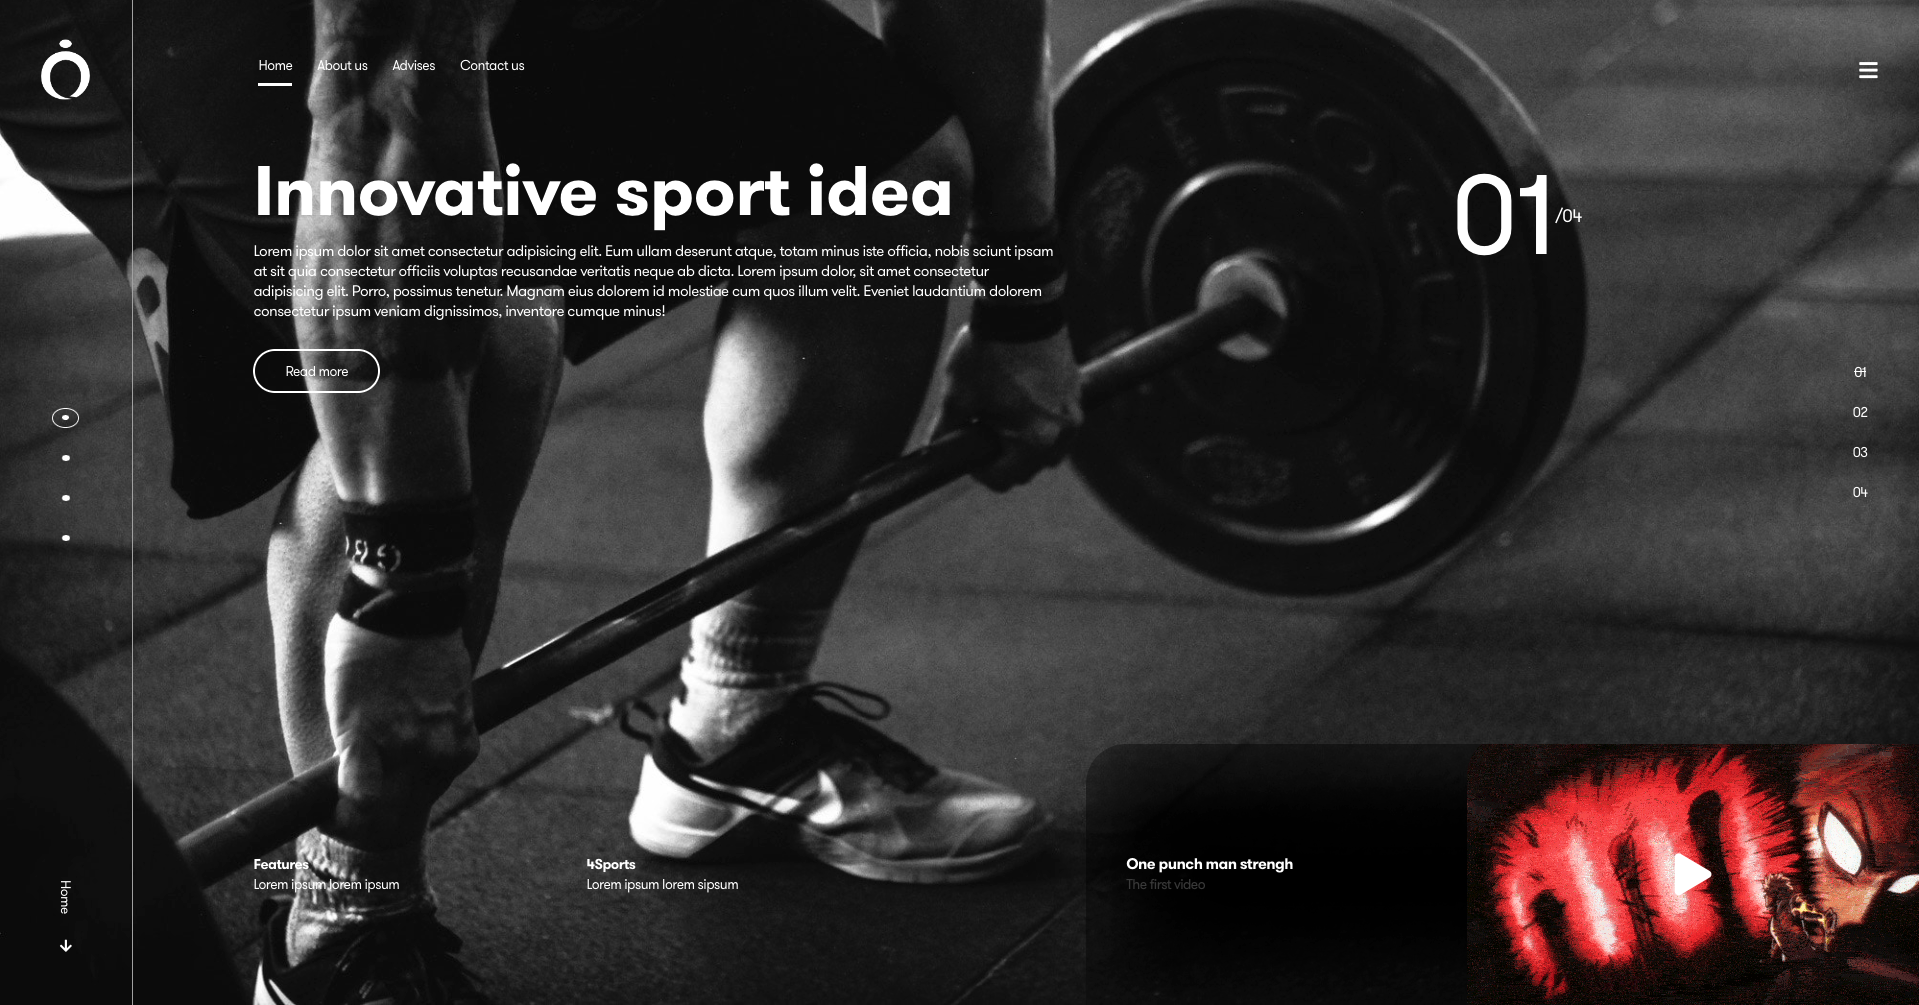 Home About us Advises Contact us
Innovative sport idea
Lorem ipsum dolor sit amet consectetur adipisicing elit. Eum ullam deserunt atque, totam minus iste officia, nobis sciunt ipsam
at sit quia consectetur officiis voluptas recusandae veritatis neque ab dicta. Lorem ipsum dolor, sit amet consectetur
adipisicing elit. Porro, possimus tenetur. Magnam eius dolorem id molestiae cum quos illum velit. Eveniet laudantium dolorem
consectetur ipsum veniam dignissimos, inventore cumque minus!
Read more
01 /04
ROGUE
01
02
03
04
Features
Lorem ipsum lorem ipsum
4Sports
Lorem ipsum lorem sipsum
One punch man strengh
The first video
Home